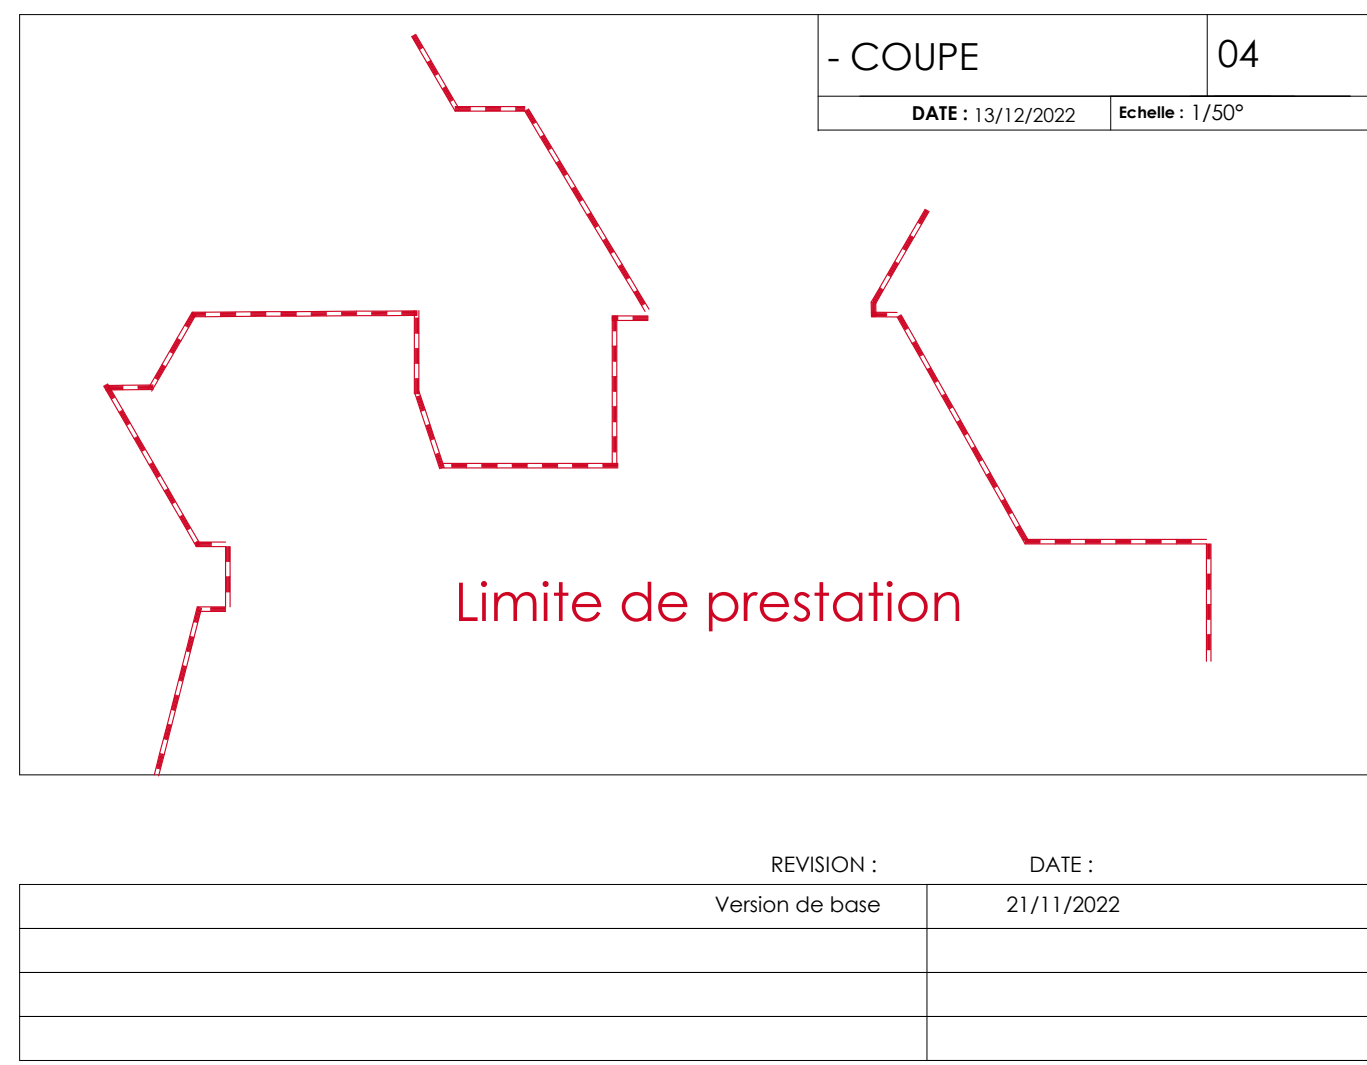 - COUPE 04
DATE : 13/12/2022 Echelle : 1/50°
Limite de prestation
REVISION : DATE :
Version de base 21/11/2022